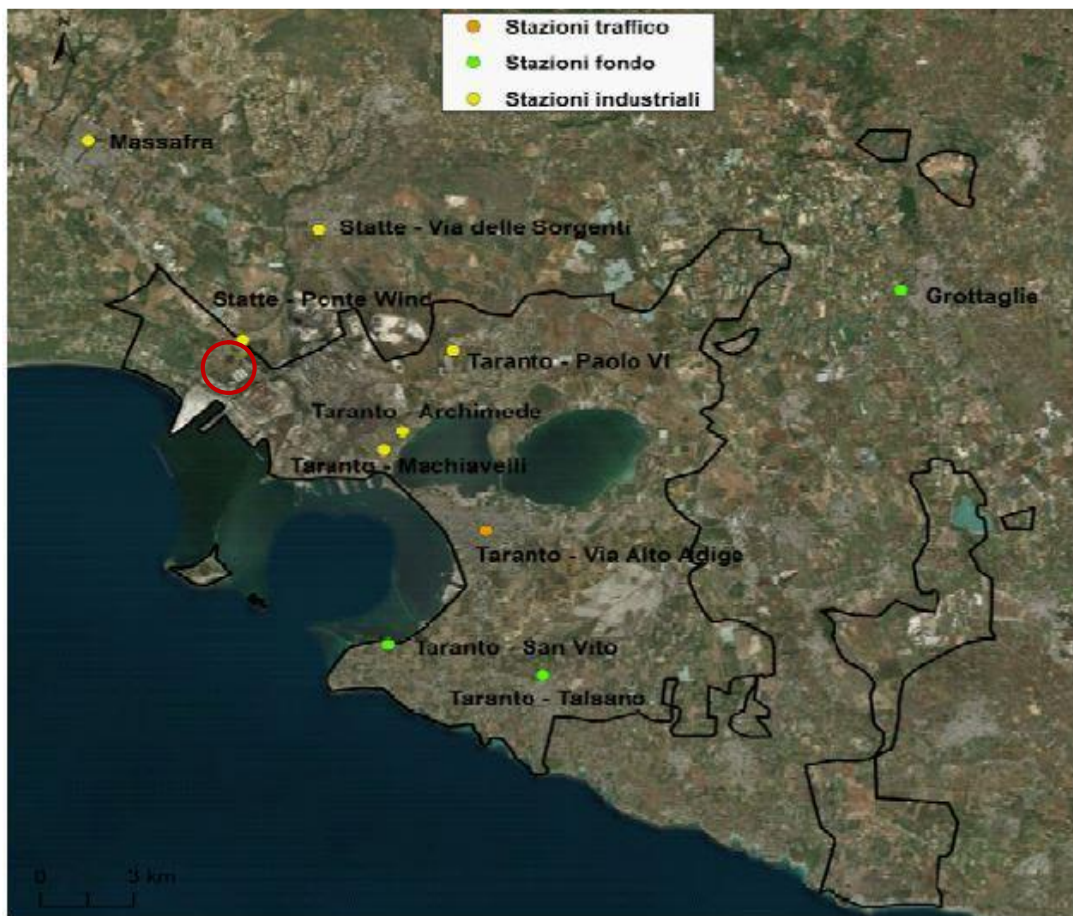 Stazioni traffico
Stazioni fondo
Stazioni industriali
N
Massafra
Statte - Via delle Sorgenti
Statte - Ponte Wind
Grottaglie
Taranto - Paolo VI
Taranto - Archimede
Taranto - Machiavelli
Taranto - Via Alto Adige
Taranto - San Vito
Taranto - Talsano
0 3 km